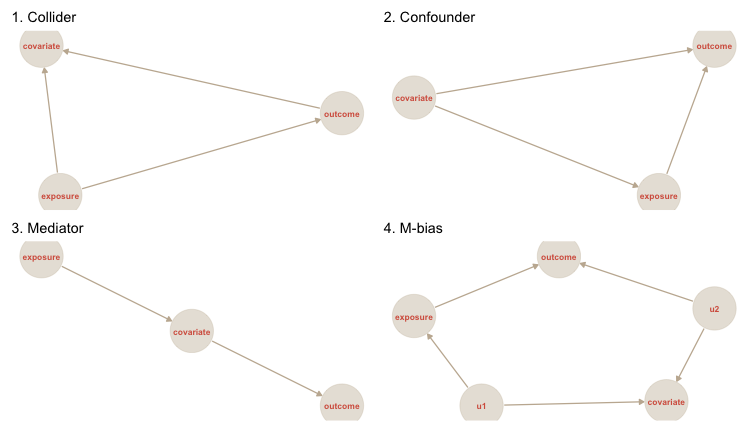 1. Collider
covariate
outcome
exposure
2. Confounder
outcome
covariate
exposure
3. Mediator
exposure
covariate
outcome
4. M-bias
outcome
u2
exposure
covariate
u1